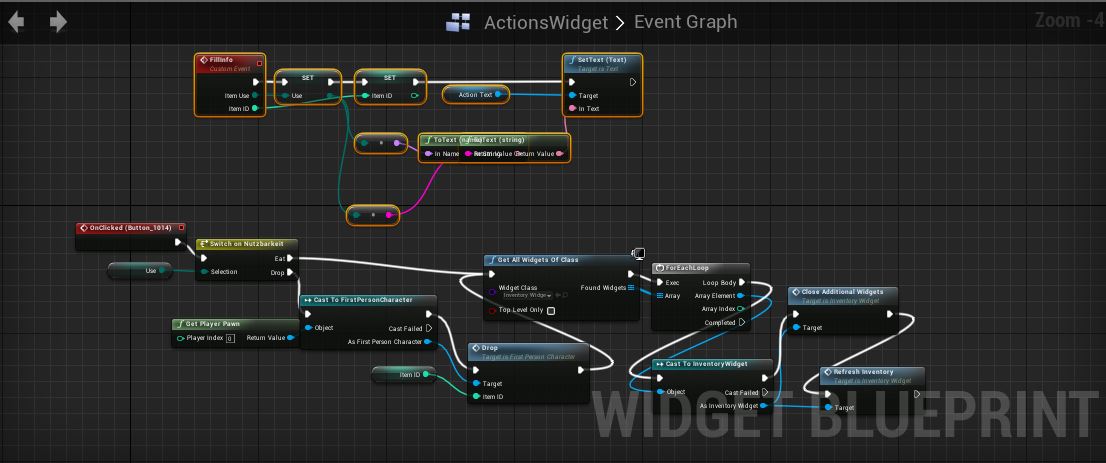 ActionsWidget > Event Graph
Zoom -4
FillInfo
Custom Event
Item Use
Item ID
SET
Use
SET
Item ID
Action Text
SetText (Text)
Target is Text
Target
In Text
ToText (
Text (string)
In Name
Return Value
OnClicked (Button_1014)
Switch on Nutzbarkeit
Selection
Eat
Drop
Use
Get Player Pawn
Player Index 0
Return Value
Cast To FirstPersonCharacter
Object
Cast Failed
As First Person Character
Item ID
Drop
Target is First Person Character
Target
Item ID
Get All Widgets Of Class
Widget Class
Inventory Widge
Found Widgets
Top Level Only
ForEachLoop
Exec
Loop Body
Array
Array Element
Array Index
Completed
Cast To InventoryWidget
Object
Cast Failed
As Inventory Widget
Close Additional Widgets
Target is Inventory Widget
Target
Refresh Inventory
Target is Inventory Widget
Target
WIDGET BLUEPRINT